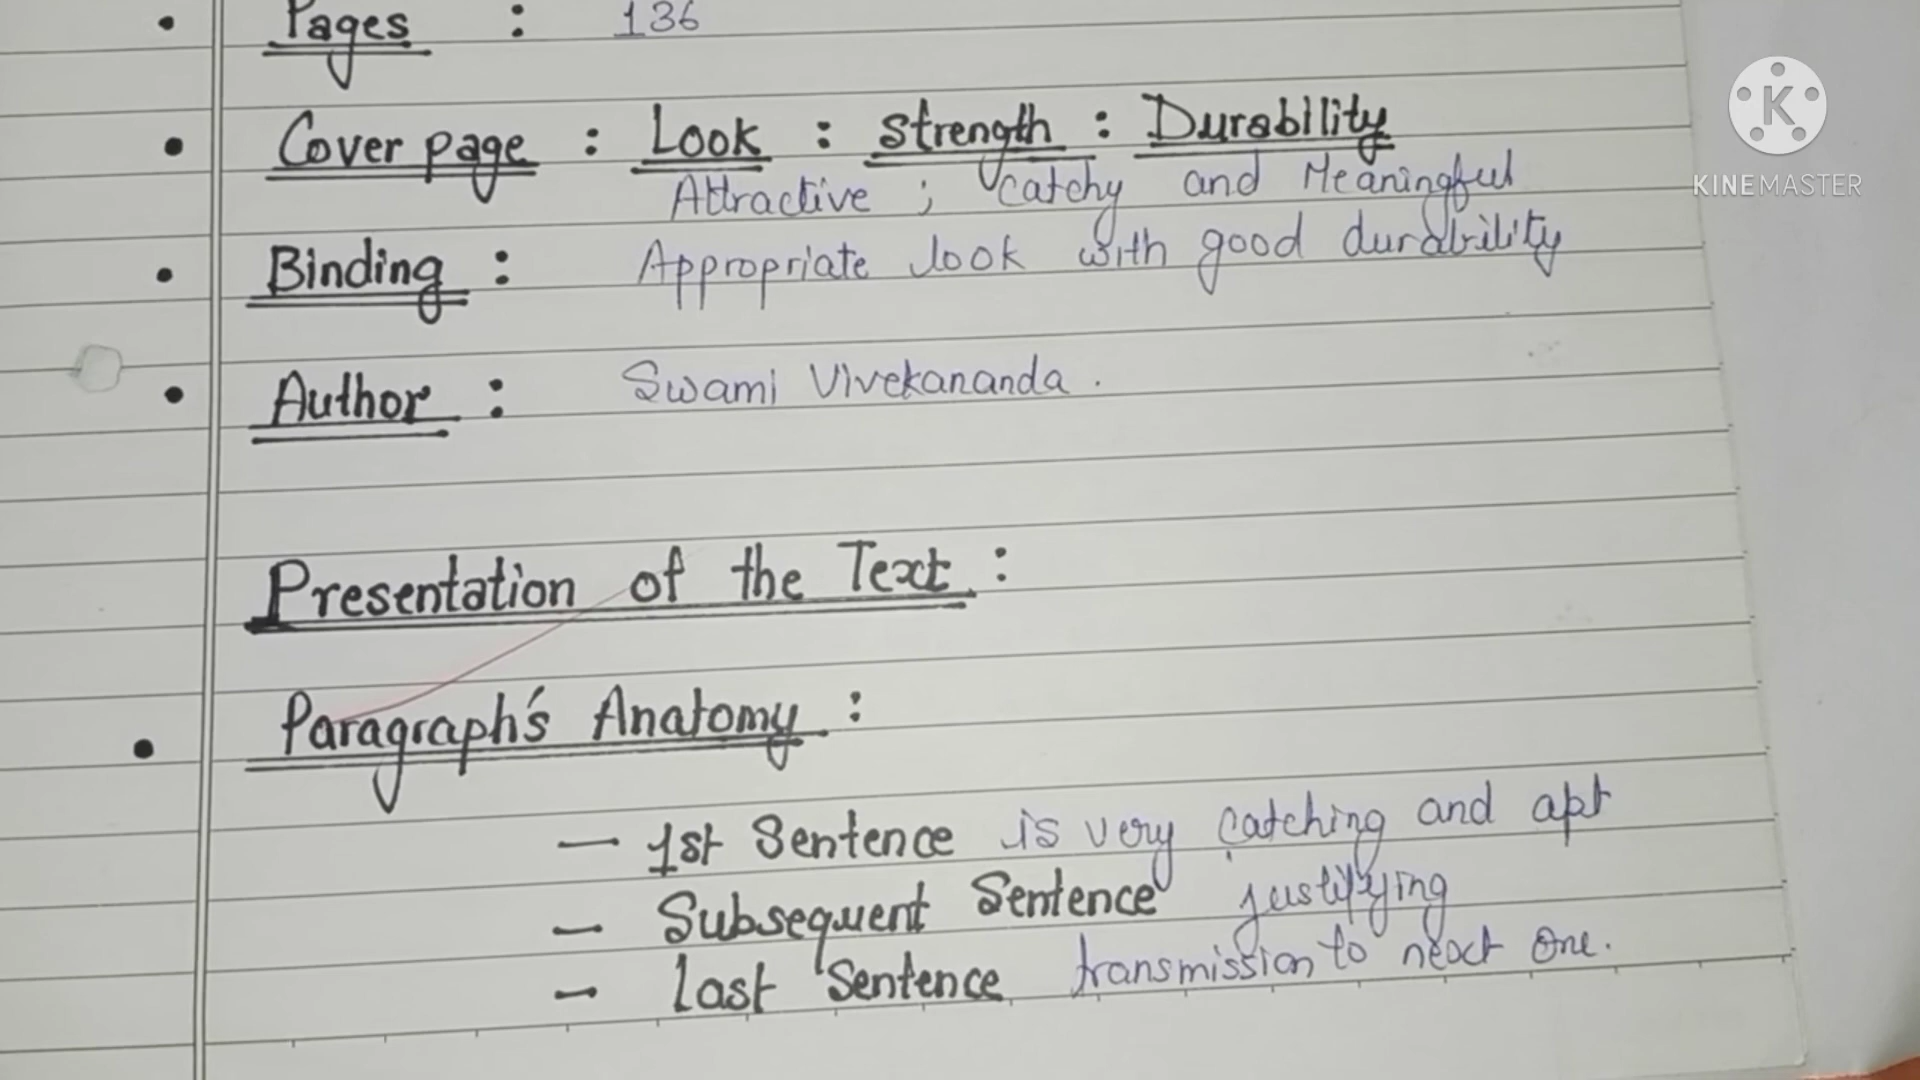 • Pages : 136
• Cover page : Look : Strength : Durability
Attractive ; Catchy and Meaningful
• Binding : Appropriate look with good durability
• Author : Swami Vivekananda.
Presentation of the Text :
• Paragraph's Anatomy :
— 1st Sentence is very catching and apt
— Subsequent Sentence justifying
— Last Sentence transmission to next one.
K
KINEMASTER